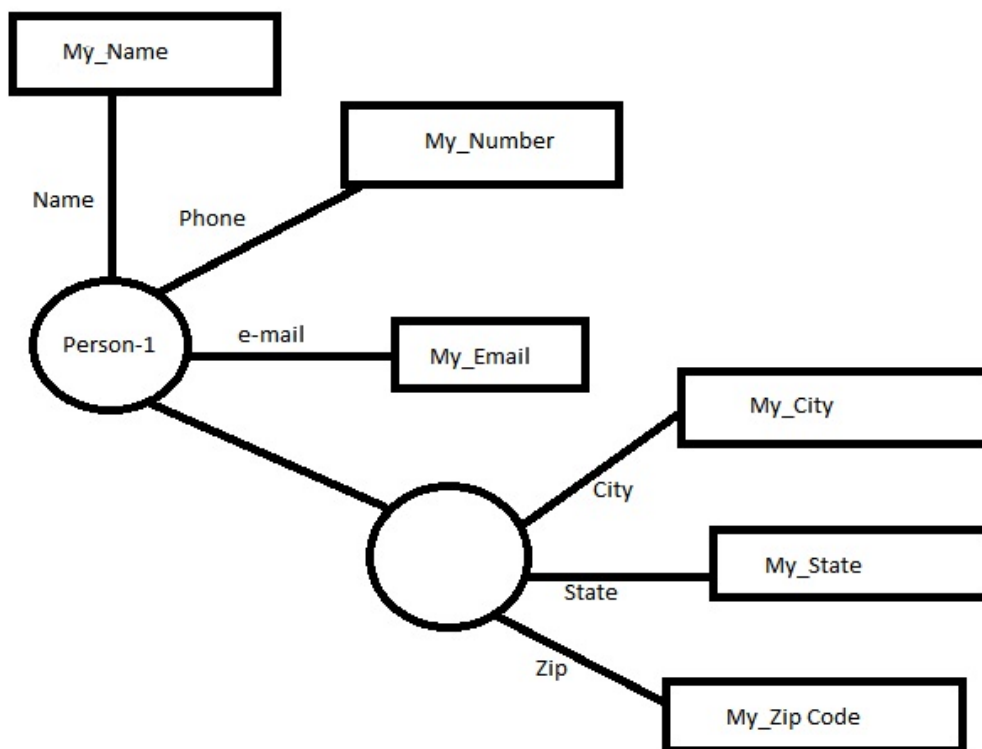 My_Name
My_Number
Name
Phone
e-mail
Person-1
My_Email
My_City
City
My_State
State
Zip
My_Zip Code